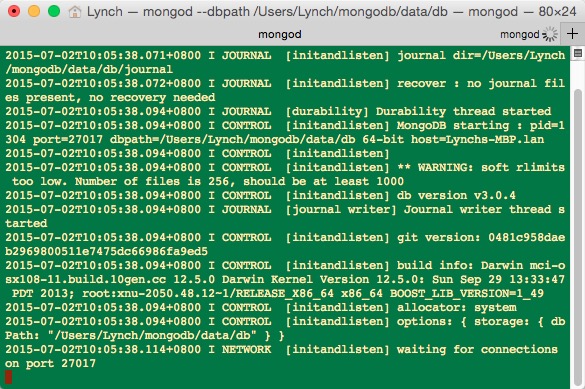 Lynch — mongod --dbpath /Users/Lynch/mongodb/data/db — mongod — 80×24
mongod mongod +
2015-07-02T10:05:38.071+0800 I JOURNAL  [initandlisten] journal dir=/Users/Lynch
/mongodb/data/db/journal
2015-07-02T10:05:38.072+0800 I JOURNAL  [initandlisten] recover : no journal fil
es present, no recovery needed
2015-07-02T10:05:38.094+0800 I JOURNAL  [durability] Durability thread started
2015-07-02T10:05:38.094+0800 I CONTROL  [initandlisten] MongoDB starting : pid=1
304 port=27017 dbpath=/Users/Lynch/mongodb/data/db 64-bit host=Lynchs-MBP.lan
2015-07-02T10:05:38.094+0800 I CONTROL  [initandlisten]
2015-07-02T10:05:38.094+0800 I CONTROL  [initandlisten] ** WARNING: soft rlimits
 too low. Number of files is 256, should be at least 1000
2015-07-02T10:05:38.094+0800 I CONTROL  [initandlisten] db version v3.0.4
2015-07-02T10:05:38.094+0800 I JOURNAL  [journal writer] Journal writer thread s
tarted
2015-07-02T10:05:38.094+0800 I CONTROL  [initandlisten] git version: 0481c958dae
b2969800511e7475dc66986fa9ed5
2015-07-02T10:05:38.094+0800 I CONTROL  [initandlisten] build info: Darwin mci-o
sx108-11.build.10gen.cc 12.5.0 Darwin Kernel Version 12.5.0: Sun Sep 29 13:33:47
 PDT 2013; root:xnu-2050.48.12~1/RELEASE_X86_64 x86_64 BOOST_LIB_VERSION=1_49
2015-07-02T10:05:38.094+0800 I CONTROL  [initandlisten] allocator: system
2015-07-02T10:05:38.094+0800 I CONTROL  [initandlisten] options: { storage: { db
Path: "/Users/Lynch/mongodb/data/db" } }
2015-07-02T10:05:38.114+0800 I NETWORK  [initandlisten] waiting for connections
on port 27017